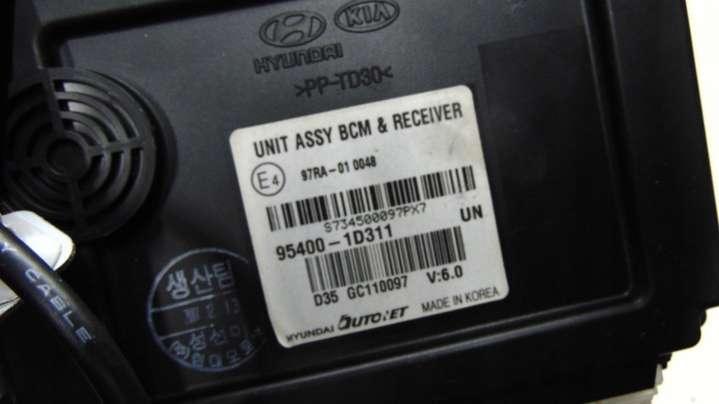 HYUNDAI KIA
>PP-TD30<
UNIT ASSY BCM & RECEIVER
E4 97RA-01 0048
S734500097PX7
95400-1D311 UN
D35 GC110097 V:6.0
HYUNDAI AUTONET MADE IN KOREA
생산팀
CABLE